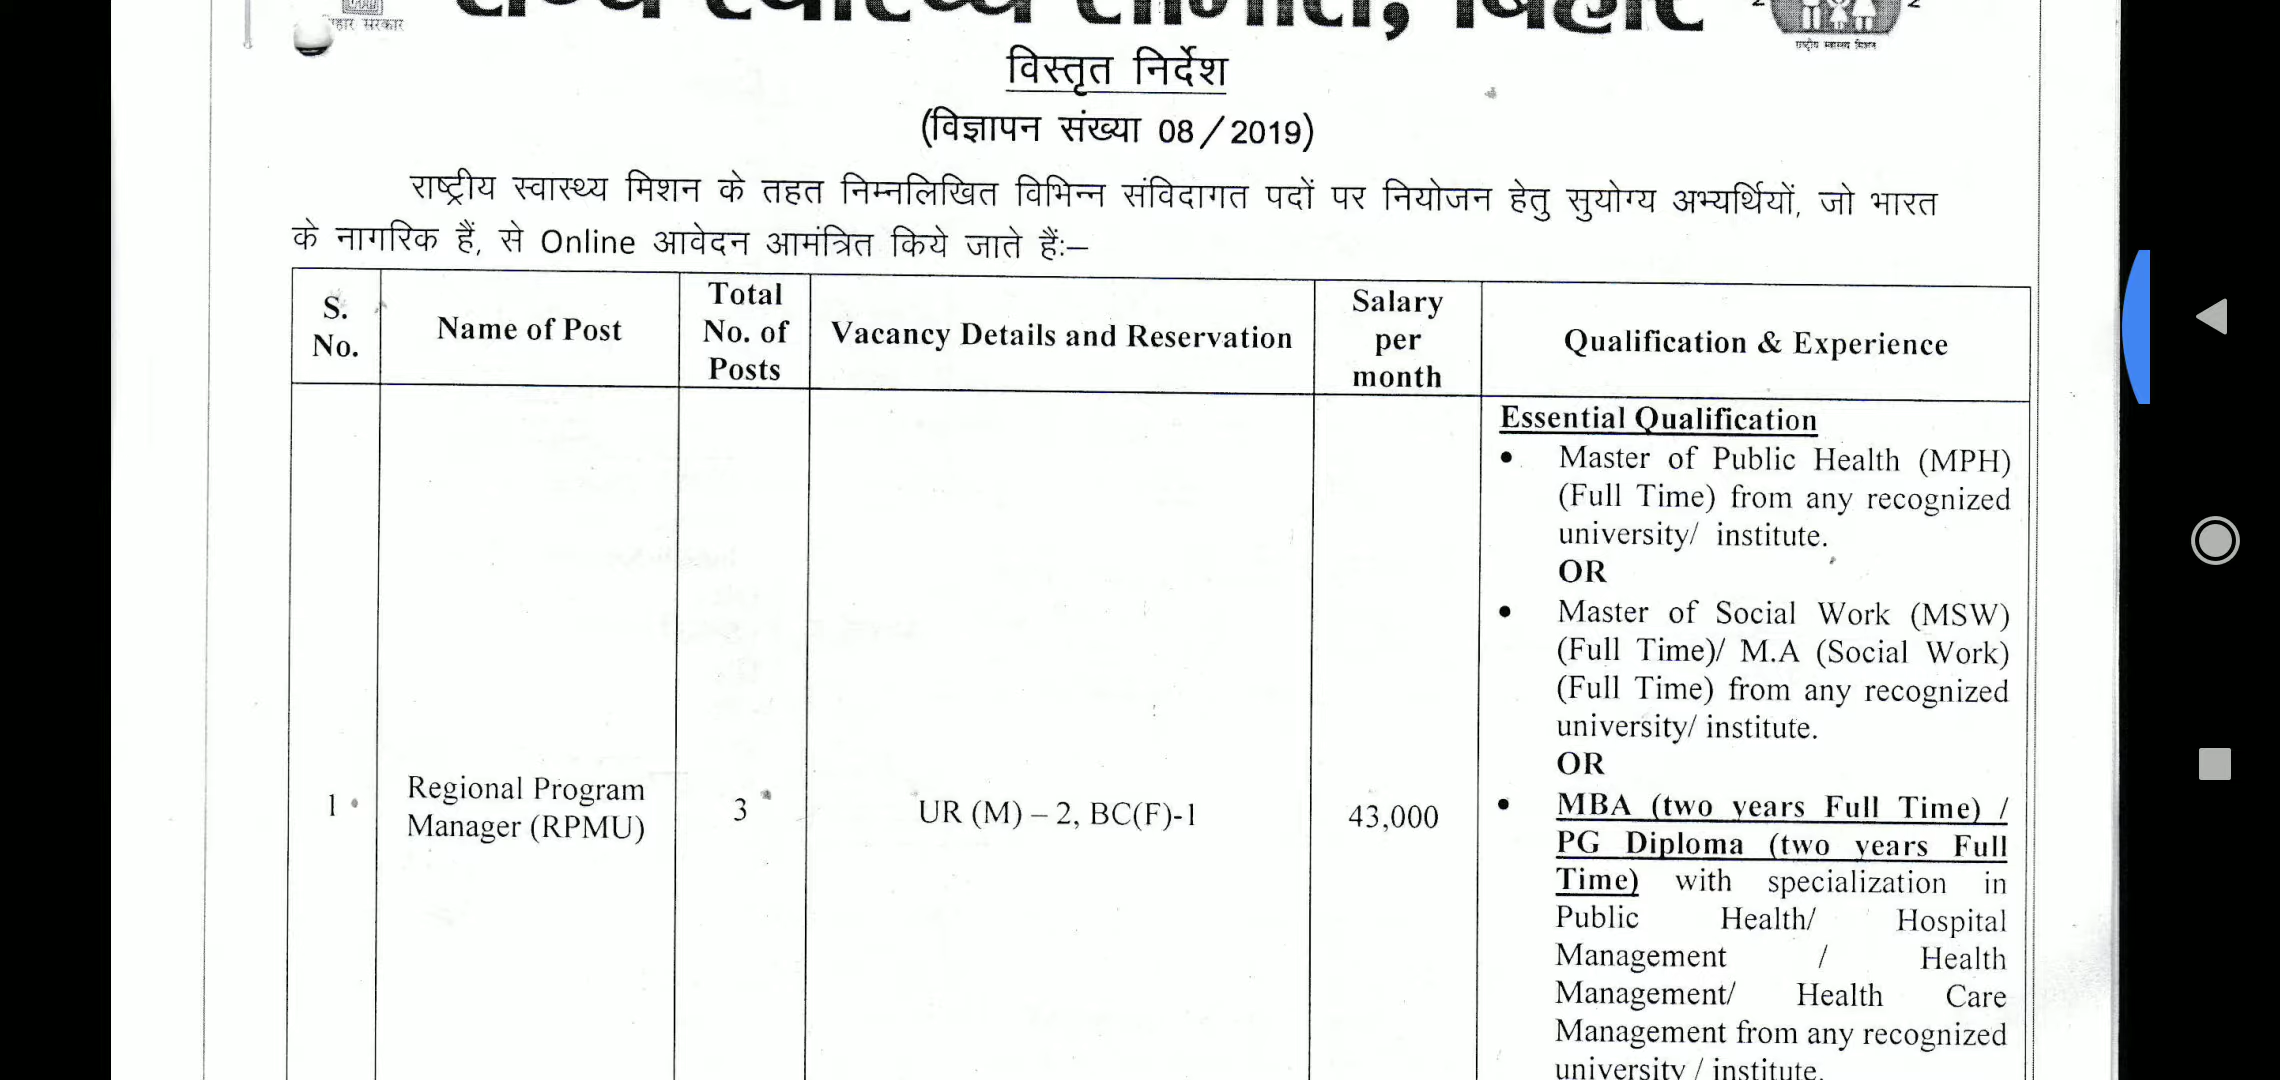 राज्य स्वास्थ्य समिति, बिहार
विस्तृत निर्देश
(विज्ञापन संख्या 08/2019)
राष्ट्रीय स्वास्थ्य मिशन के तहत निम्नलिखित विभिन्न संविदागत पदों पर नियोजन हेतु सुयोग्य अभ्यर्थियों, जो भारत
के नागरिक हैं, से Online आवेदन आमंत्रित किये जाते हैं:–
S. No.
Name of Post
Total No. of Posts
Vacancy Details and Reservation
Salary per month
Qualification & Experience
1
Regional Program
Manager (RPMU)
3
UR (M) – 2, BC(F)-1
43,000
Essential Qualification
• Master of Public Health (MPH)
(Full Time) from any recognized
university/ institute.
OR
• Master of Social Work (MSW)
(Full Time)/ M.A (Social Work)
(Full Time) from any recognized
university/ institute.
OR
• MBA (two years Full Time) /
PG Diploma (two years Full
Time) with specialization in
Public Health/ Hospital
Management / Health
Management/ Health Care
Management from any recognized
university / institute.